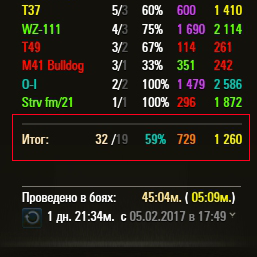 T37 5/3 60% 600 1 410
WZ-111 4/3 75% 1 690 2 114
T49 3/2 67% 114 261
M41 Bulldog 3/1 33% 351 242
O-I 2/2 100% 1 479 2 586
Strv fm/21 1/1 100% 296 1 872
Итог: 32 /19 59% 729 1 260
Проведено в боях: 45:04м. ( 05:09м.)
1 дн. 21:34м. с 05.02.2017 в 17:49